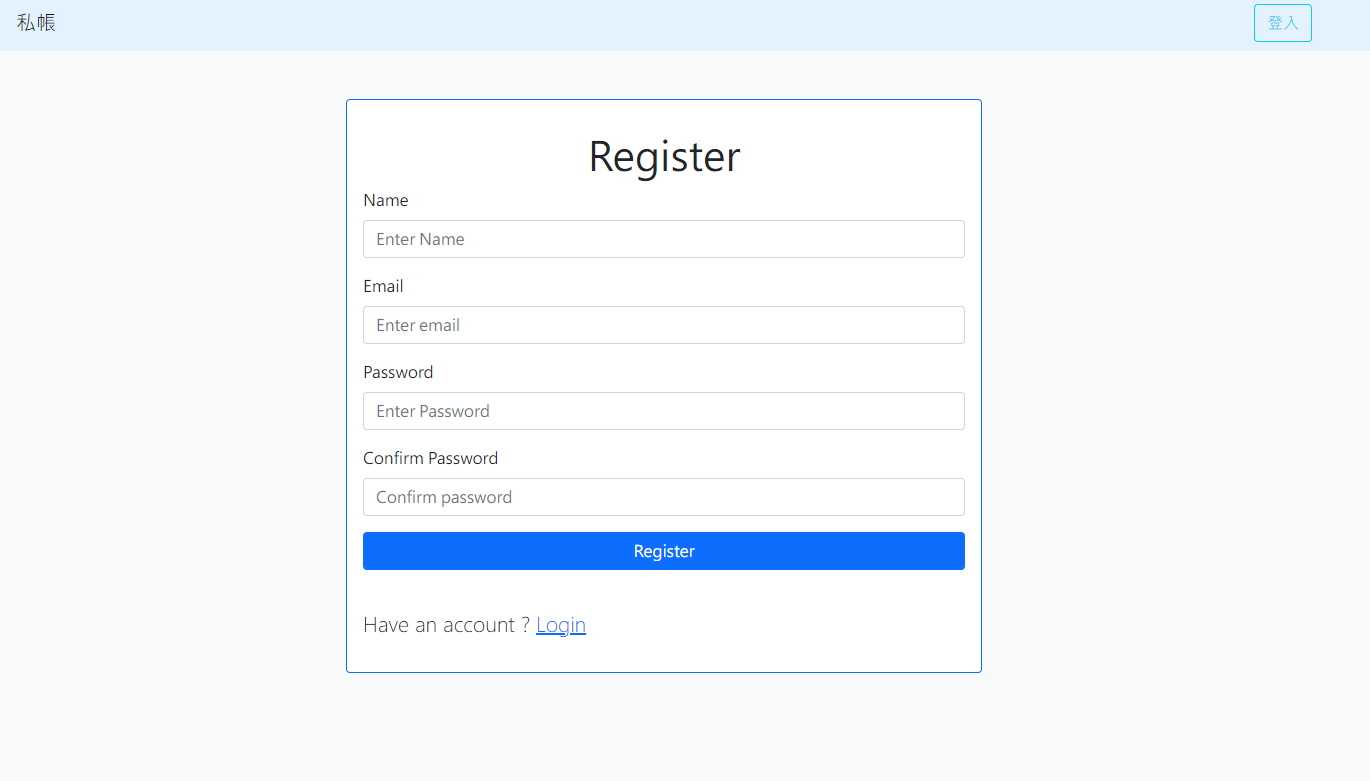 私帳
登入
Register
Name
Enter Name
Email
Enter email
Password
Enter Password
Confirm Password
Confirm password
Register
Have an account ? Login